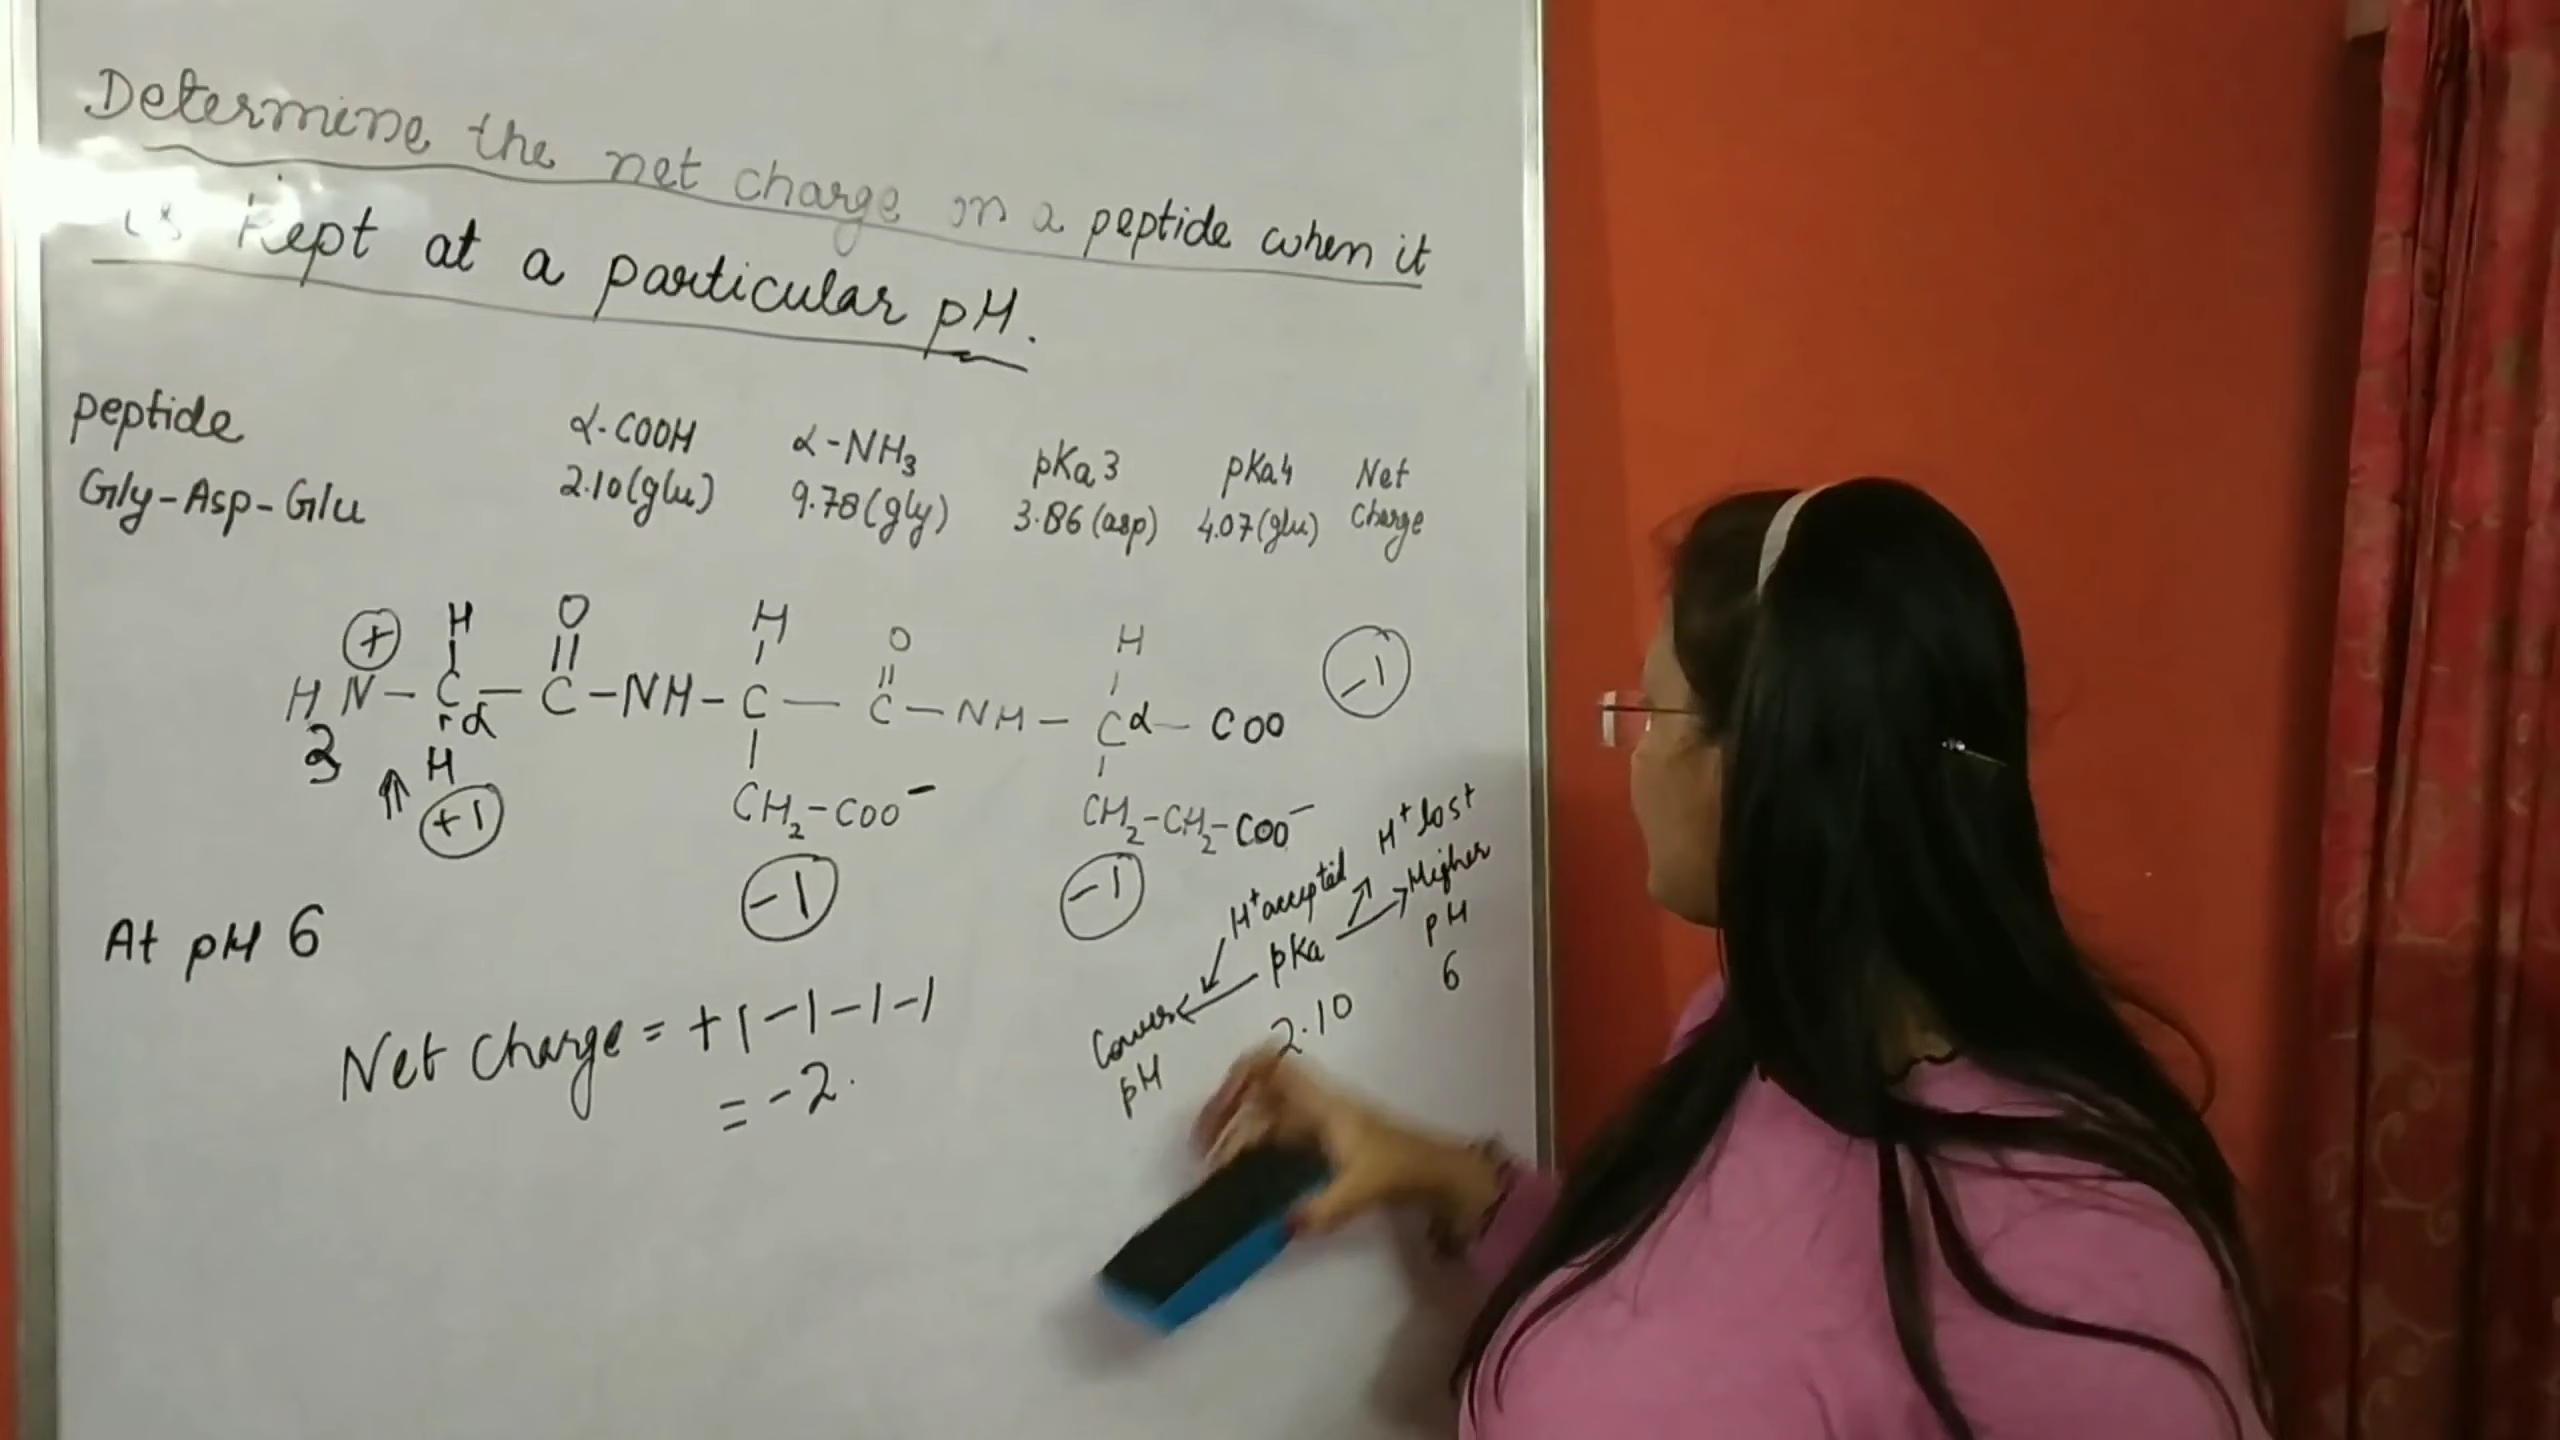 Determine the net charge on a peptide when it
is kept at a particular pH.
peptide
Gly-Asp-Glu
α-COOH
2.10(glu)
α-NH3
9.78(gly)
pKa3
3.86(asp)
pKa4
4.07(glu)
Net
Charge
+ H O H O H -1
H N - C - C - NH - C - C - NH - Cα - COO
3 α
H
+1
CH2-COO-
CH2-CH2-COO-
-1
-1
At pH 6
Net Charge = +1-1-1-1
= -2.
H+ accepted
H+ lost
pKa
Higher
pH
6
Lower
pH
2.10